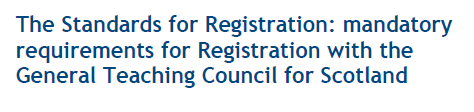 The Standards for Registration: mandatory
requirements for Registration with the
General Teaching Council for Scotland